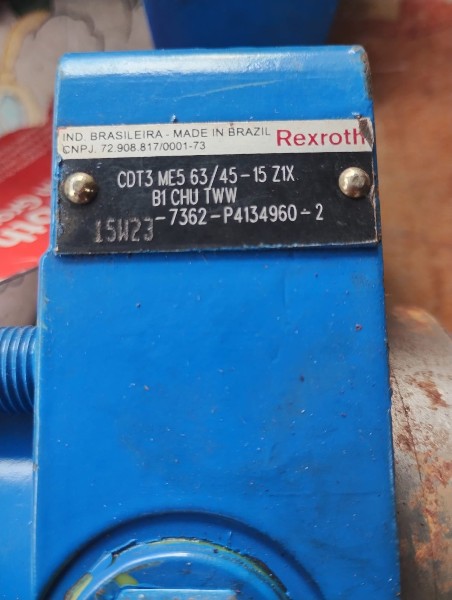 IND. BRASILEIRA - MADE IN BRAZIL
CNPJ. 72.908.817/0001-73
Rexroth
CDT3 ME5 63/45-15 Z1X
B1 CHU TWW
15W23 -7362-P4134960-2